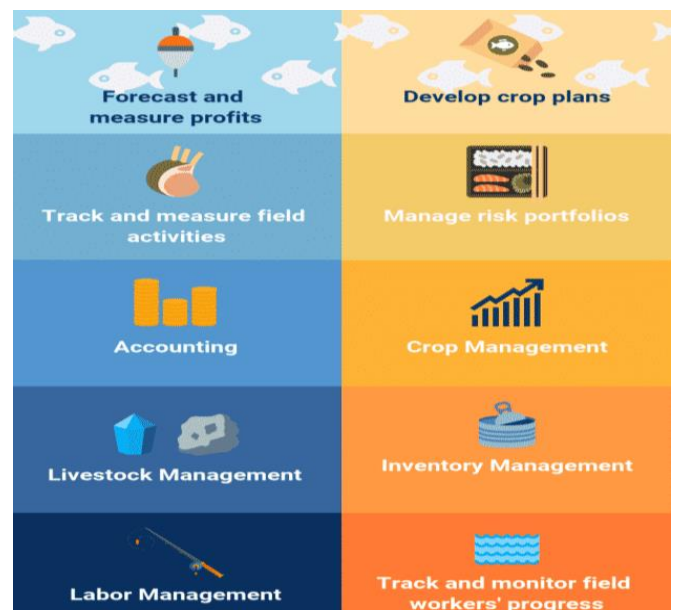 Forecast and
measure profits
Develop crop plans
Track and measure field
activities
Manage risk portfolios
Accounting
Crop Management
Livestock Management
Inventory Management
Labor Management
Track and monitor field
workers' progress